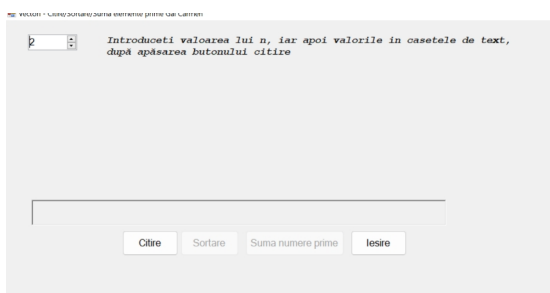 Vectori - Citire/Sortare/Suma elemente prime Gal Carmen
2
Introduceti valoarea lui n, iar apoi valorile in casetele de text,
după apăsarea butonului citire
Citire Sortare Suma numere prime Iesire